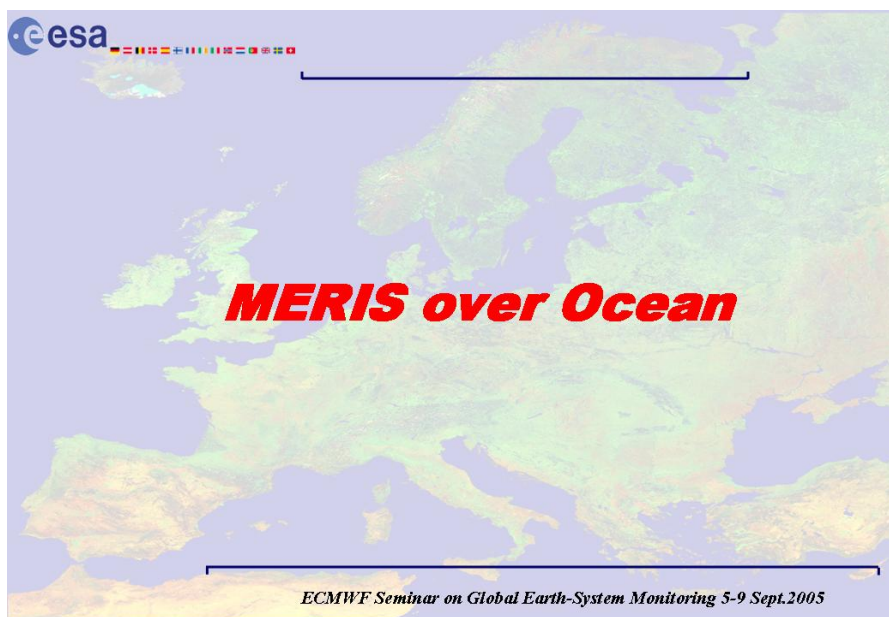 esa
MERIS over Ocean
ECMWF Seminar on Global Earth-System Monitoring 5-9 Sept.2005